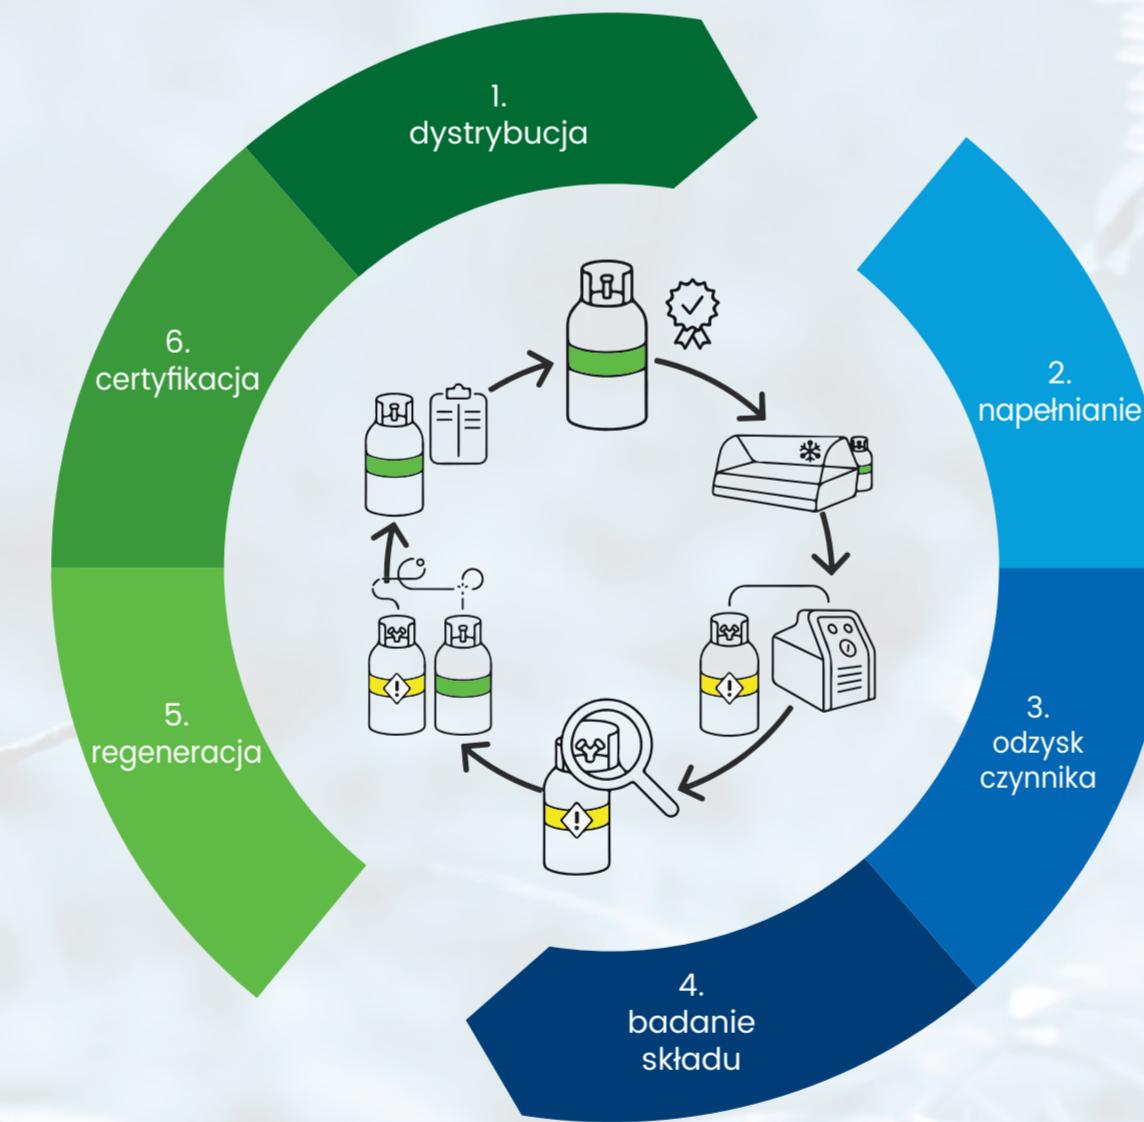 1.
dystrybucja
2.
napełnianie
3.
odzysk
czynnika
4.
badanie
składu
5.
regeneracja
6.
certyfikacja